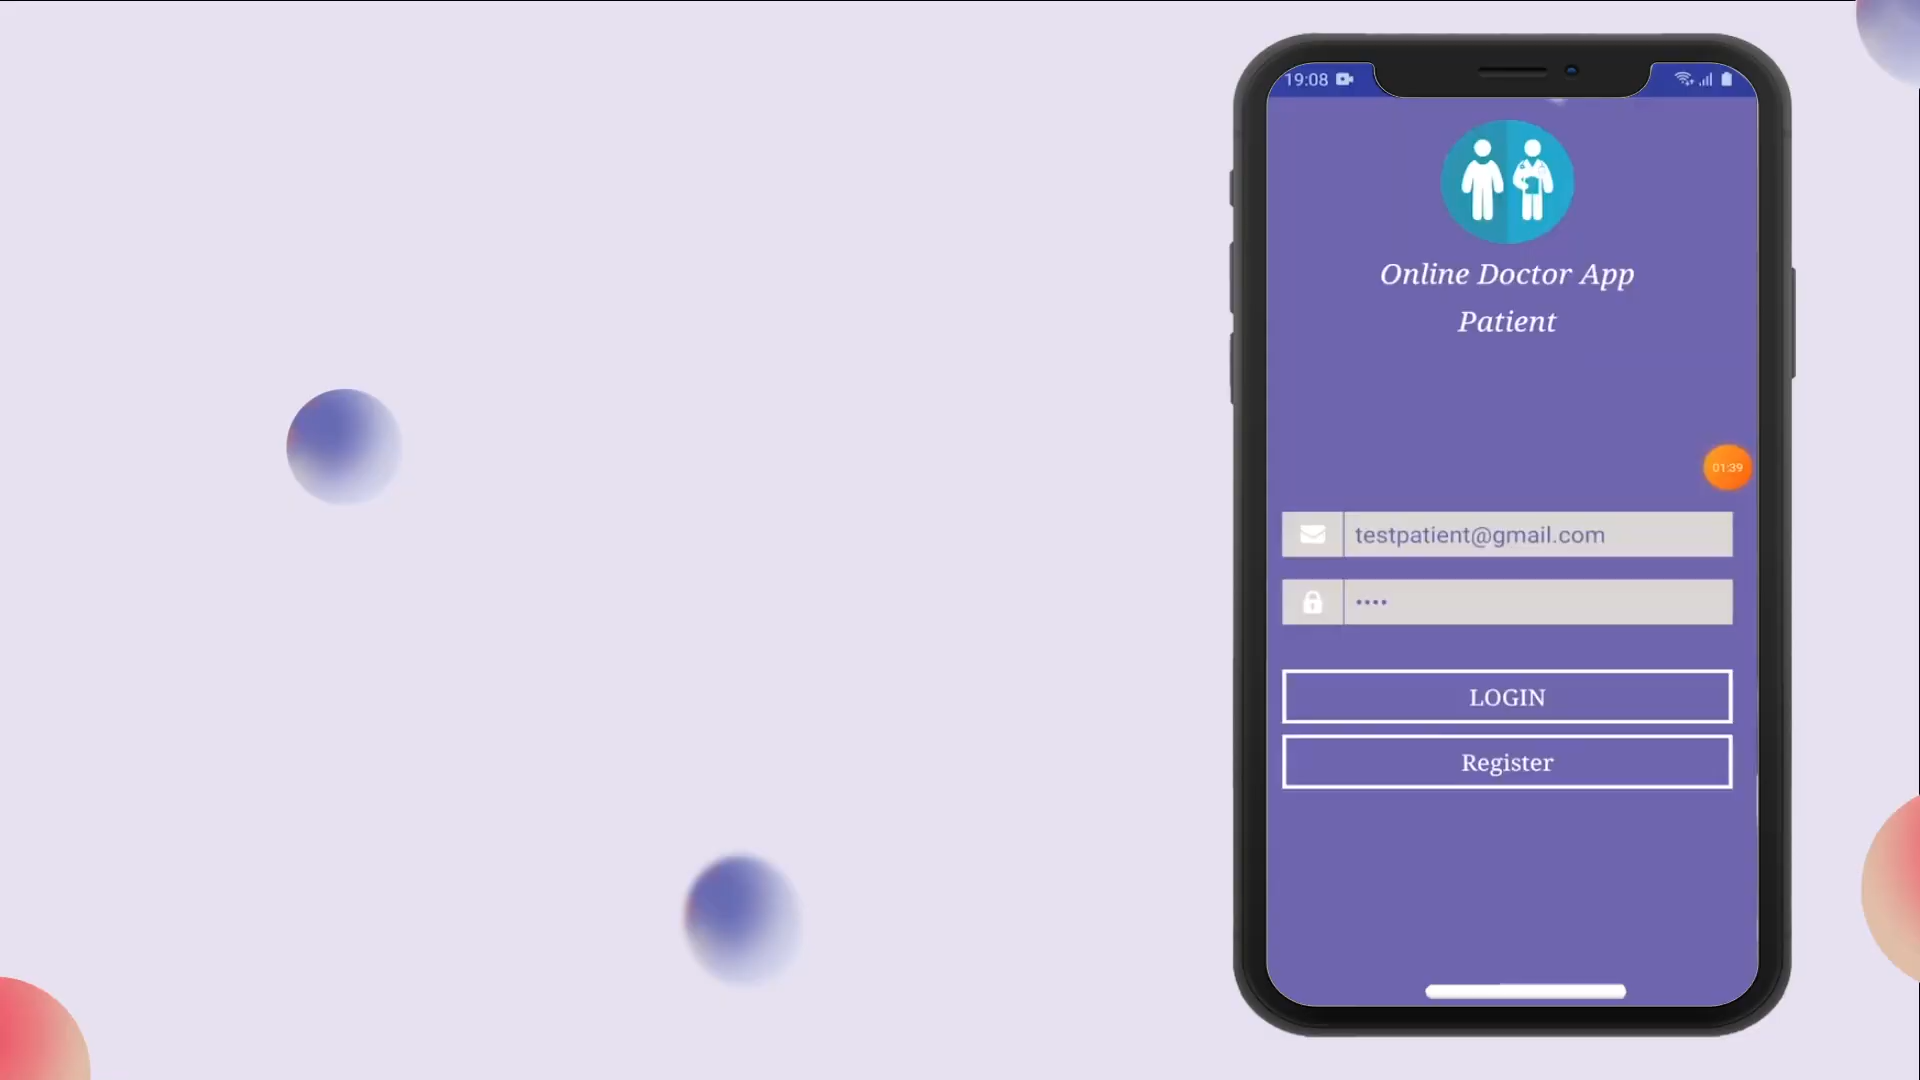 19:08
Online Doctor App
Patient
01:39
testpatient@gmail.com
••••
LOGIN
Register